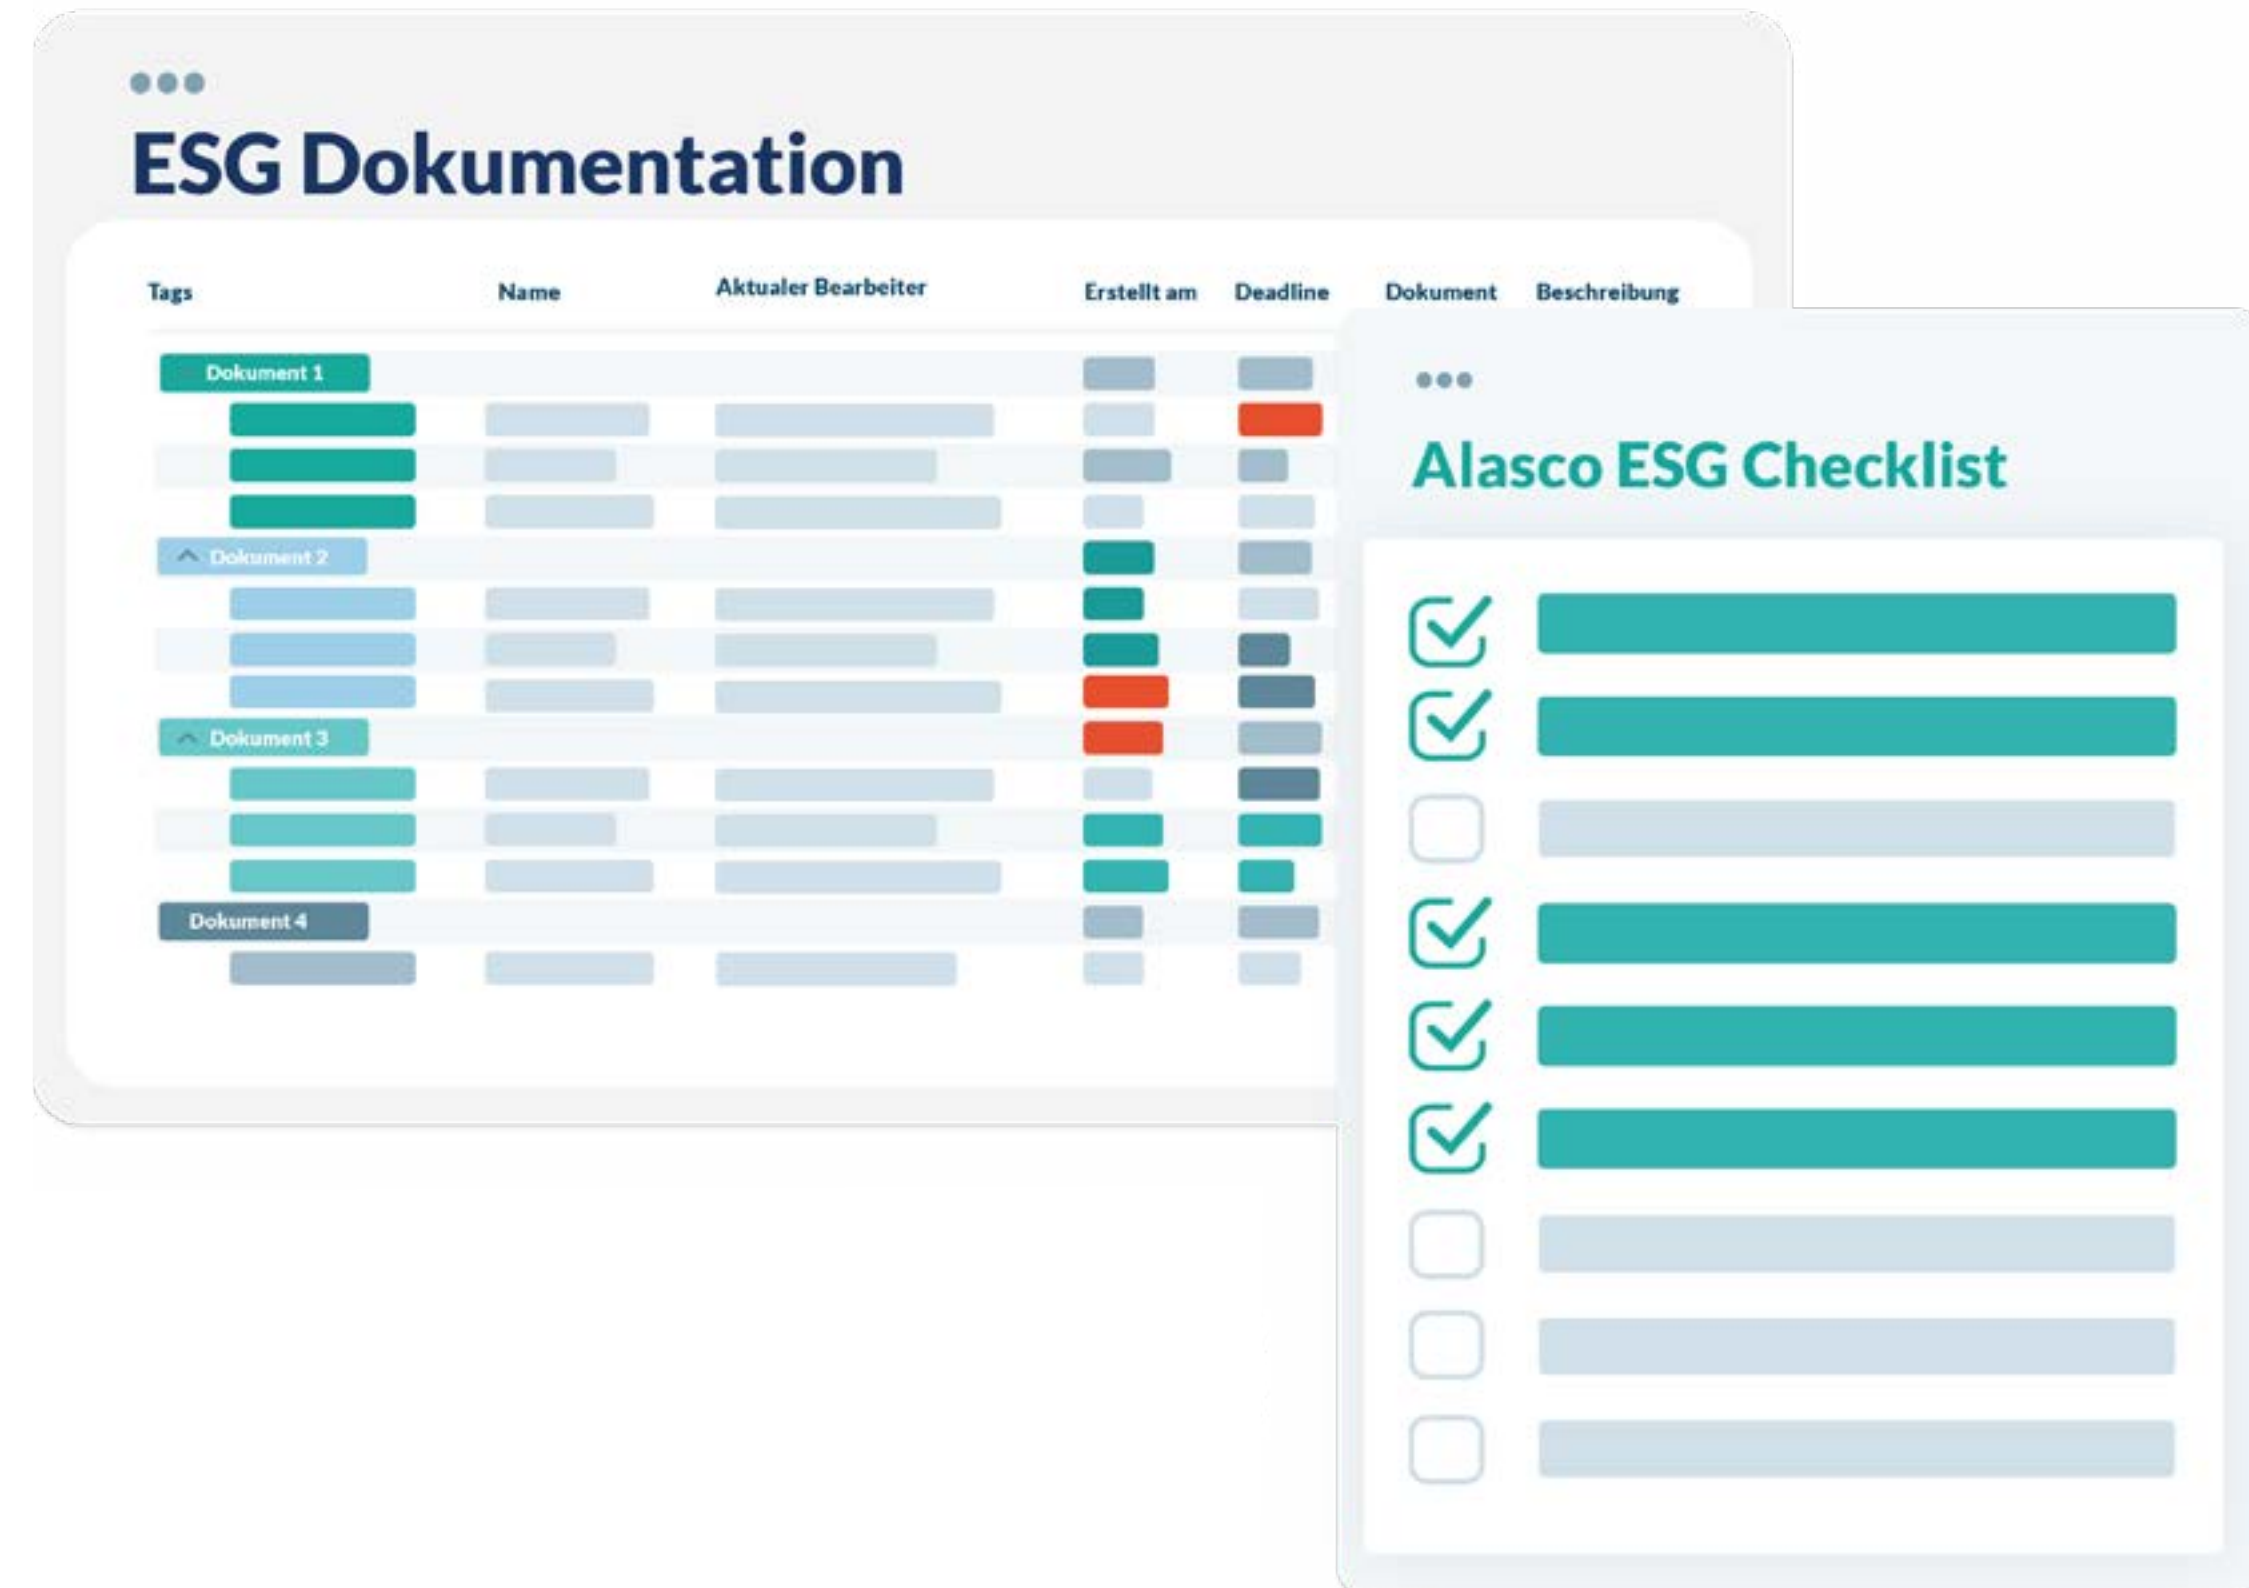 ESG Dokumentation
Tags Name Aktualer Bearbeiter Erstellt am Deadline Dokument Beschreibung
Dokument 1
Dokument 2
Dokument 3
Dokument 4
Alasco ESG Checklist